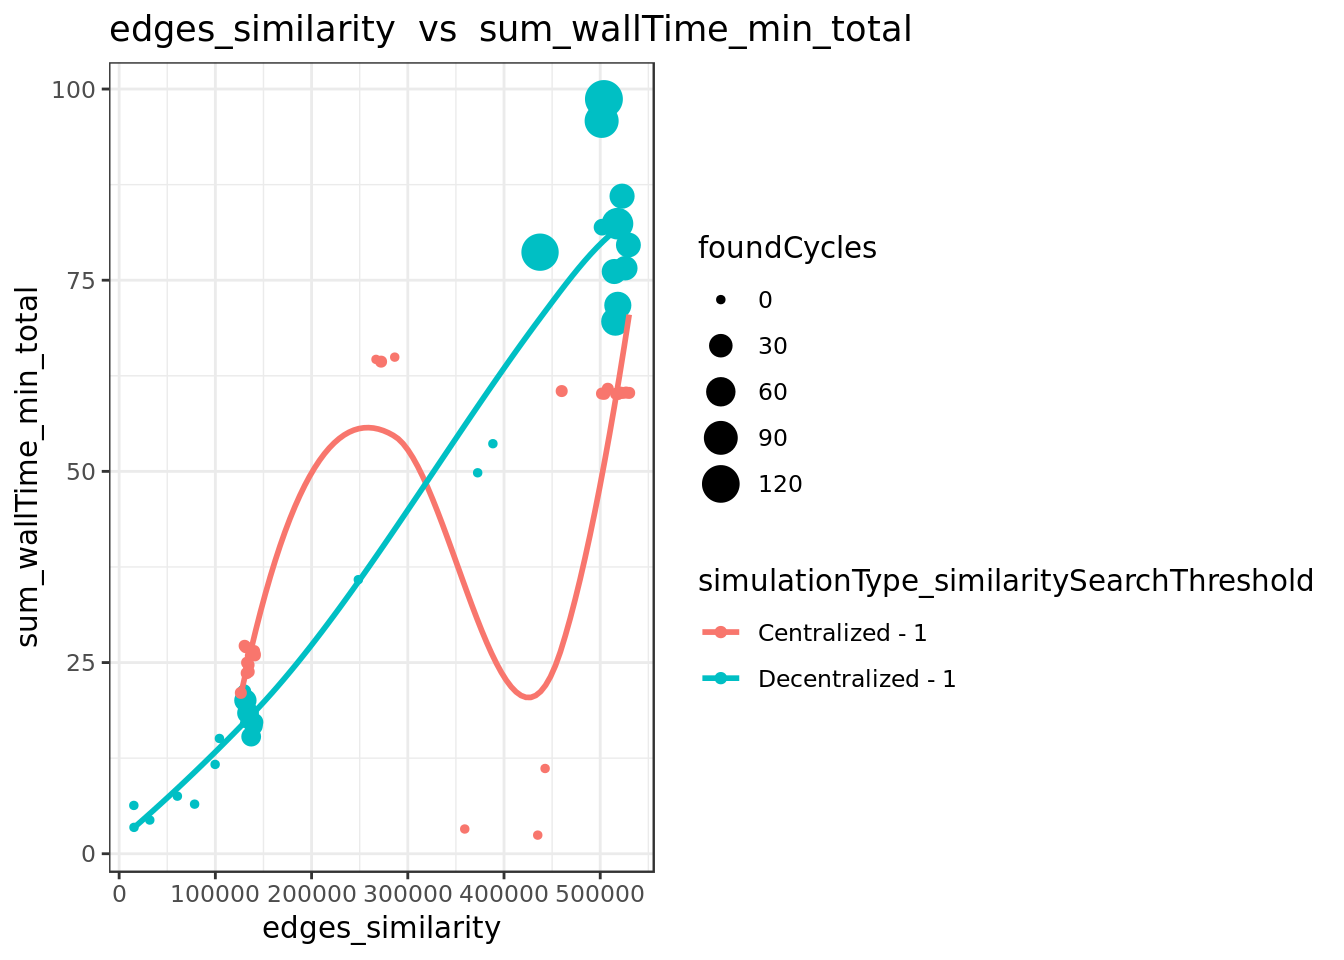 edges_similarity  vs  sum_wallTime_min_total
100
75
50
25
0
sum_wallTime_min_total
0 100000 200000 300000 400000 500000
edges_similarity
foundCycles
0
30
60
90
120
simulationType_similaritySearchThreshold
Centralized - 1
Decentralized - 1